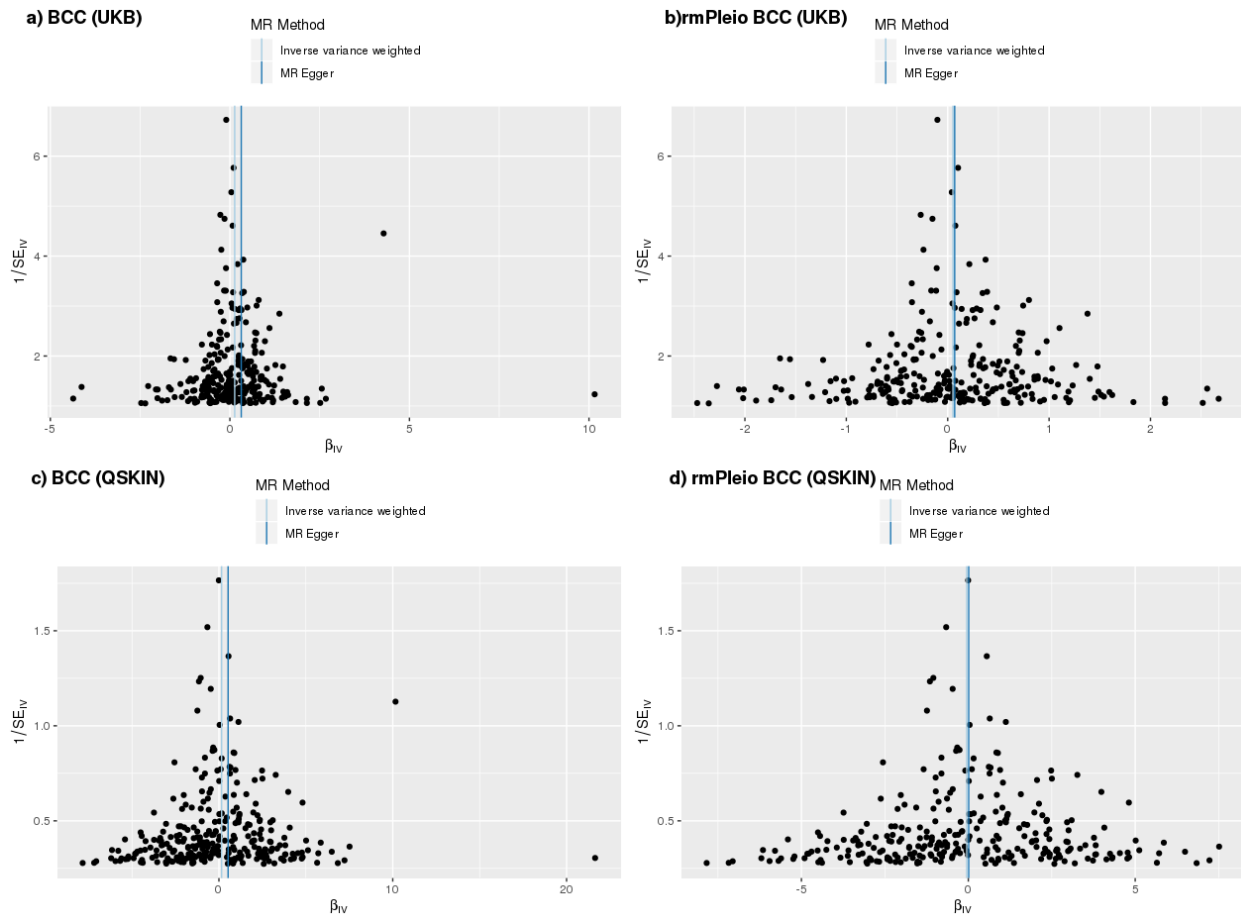 a) BCC (UKB)
MR Method
Inverse variance weighted
MR Egger
6
4
2
1/SE_IV
-5
0
5
10
β_IV
b)rmPleio BCC (UKB)
MR Method
Inverse variance weighted
MR Egger
6
4
2
1/SE_IV
-2
-1
0
1
2
β_IV
c) BCC (QSKIN)
MR Method
Inverse variance weighted
MR Egger
1.5
1.0
0.5
1/SE_IV
0
10
20
β_IV
d) rmPleio BCC (QSKIN)
MR Method
Inverse variance weighted
MR Egger
1.5
1.0
0.5
1/SE_IV
-5
0
5
β_IV